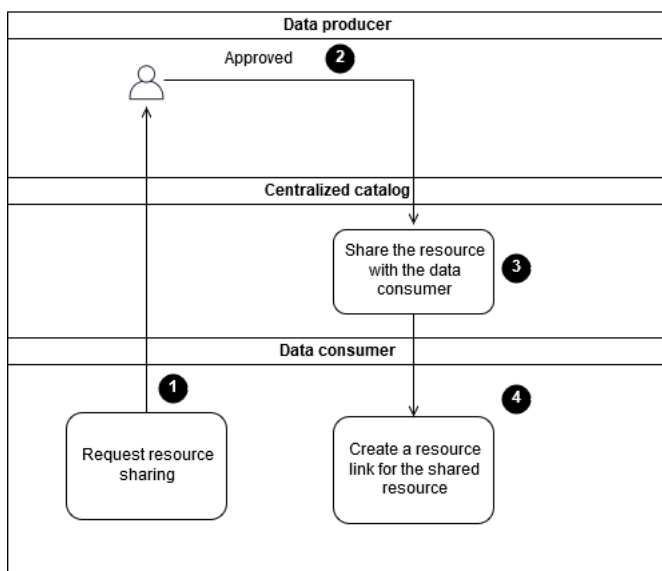 Data producer
Approved
2
Centralized catalog
Share the resource
with the data
consumer
3
Data consumer
1
4
Request resource
sharing
Create a resource
link for the shared
resource